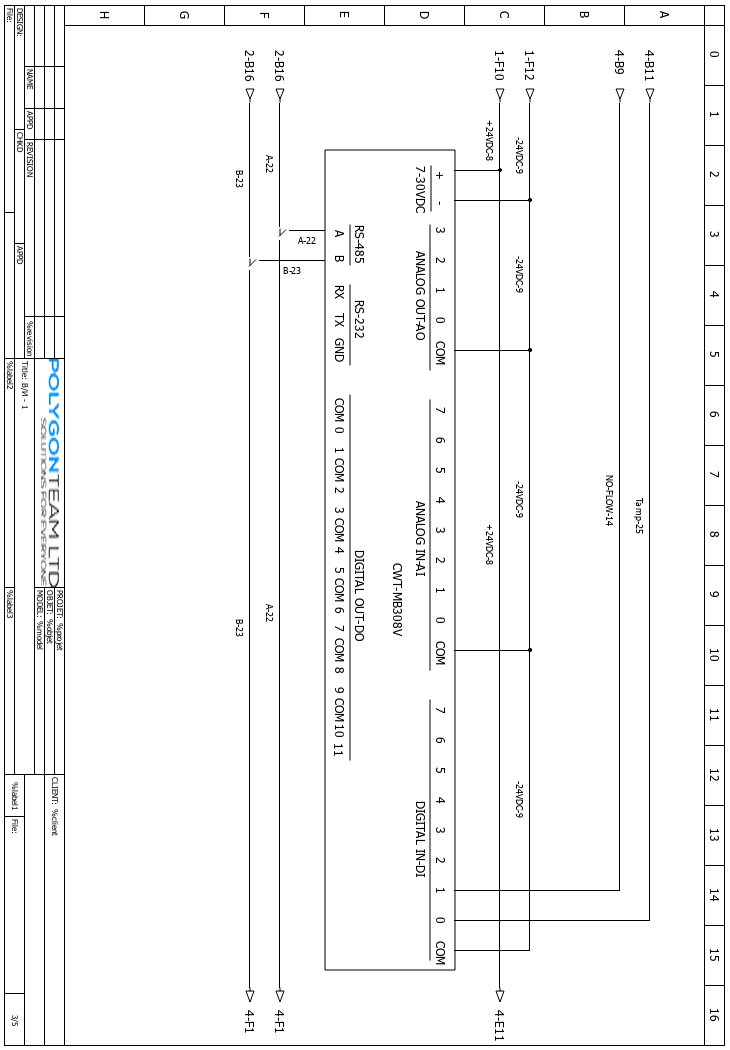 0 1 2 3 4 5 6 7 8 9 10 11 12 13 14 15 16
A
B
C
D
E
F
G
H
4-B11
4-B9
Tamp-25
NO-FLOW-14
1-F12
-24VDC-9
-24VDC-9
-24VDC-9
-24VDC-9
1-F10
+24VDC-8
+24VDC-8
4-E11
+ - 3 2 1 0 COM 7 6 5 4 3 2 1 0 COM 7 6 5 4 3 2 1 0 COM
7-30VDC
ANALOG OUT-AO
ANALOG IN-AI
DIGITAL IN-DI
CWT-MB308V
RS-485
RS-232
DIGITAL OUT-DO
A B RX TX GND COM 0 1 COM 2 3 COM 4 5 COM 6 7 COM 8 9 COM10 11
A-22
B-23
2-B16
A-22
A-22
4-F1
2-B16
B-23
B-23
4-F1
NAME
APPD
REVISION
%revision
DESIGN:
CHKD
APPD
File:
POLYGONTEAM LTD
SOLUTIONS FOR EVERYONE
Title: В/И - 1
%label2
PROJET: %projet
OBJET: %objet
MODEL: %model
%label3
CLIENT: %client
%label1
File:
3/5